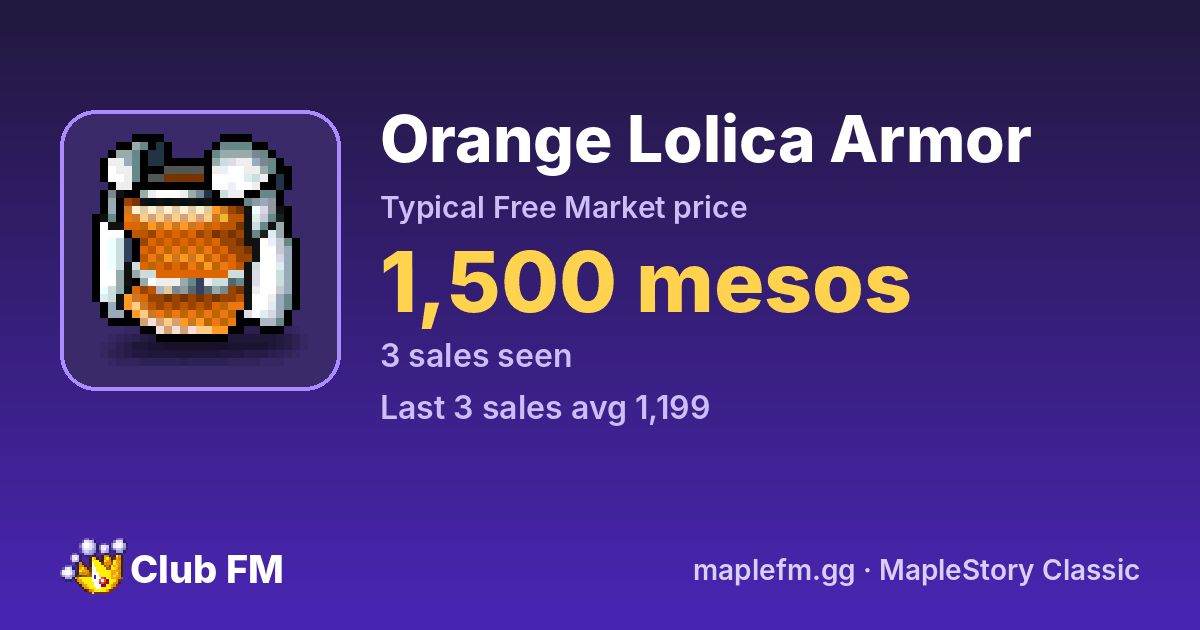 Orange Lolica Armor
Typical Free Market price
1,500 mesos
3 sales seen
Last 3 sales avg 1,199
Club FM
maplefm.gg · MapleStory Classic